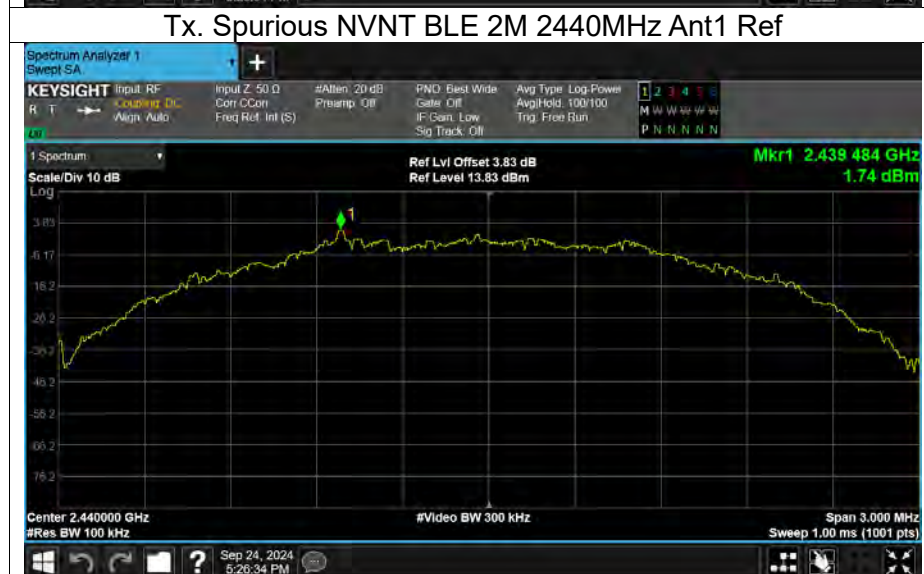 Tx. Spurious NVNT BLE 2M 2440MHz Ant1 Ref
Spectrum Analyzer 1
Swept SA
+
KEYSIGHT Input: RF
R T Coupling: DC
Align: Auto
Input Z: 50 Ω
Corr CCorr
Freq Ref: Int (S)
#Atten: 20 dB
Preamp: Off
PNO: Best Wide
Gate: Off
IF Gain: Low
Sig Track: Off
Avg Type: Log-Power
Avg|Hold: 100/100
Trig: Free Run
1 2 3 4 5 6
M W W W W W
P N N N N N
1 Spectrum
Scale/Div 10 dB
Ref Lvl Offset 3.83 dB
Ref Level 13.83 dBm
Mkr1 2.439 484 GHz
1.74 dBm
Log
1
3.83
-6.17
-16.2
-26.2
-36.2
-46.2
-56.2
-66.2
-76.2
Center 2.440000 GHz
#Res BW 100 kHz
#Video BW 300 kHz
Span 3.000 MHz
Sweep 1.00 ms (1001 pts)
?
Sep 24, 2024
5:26:34 PM